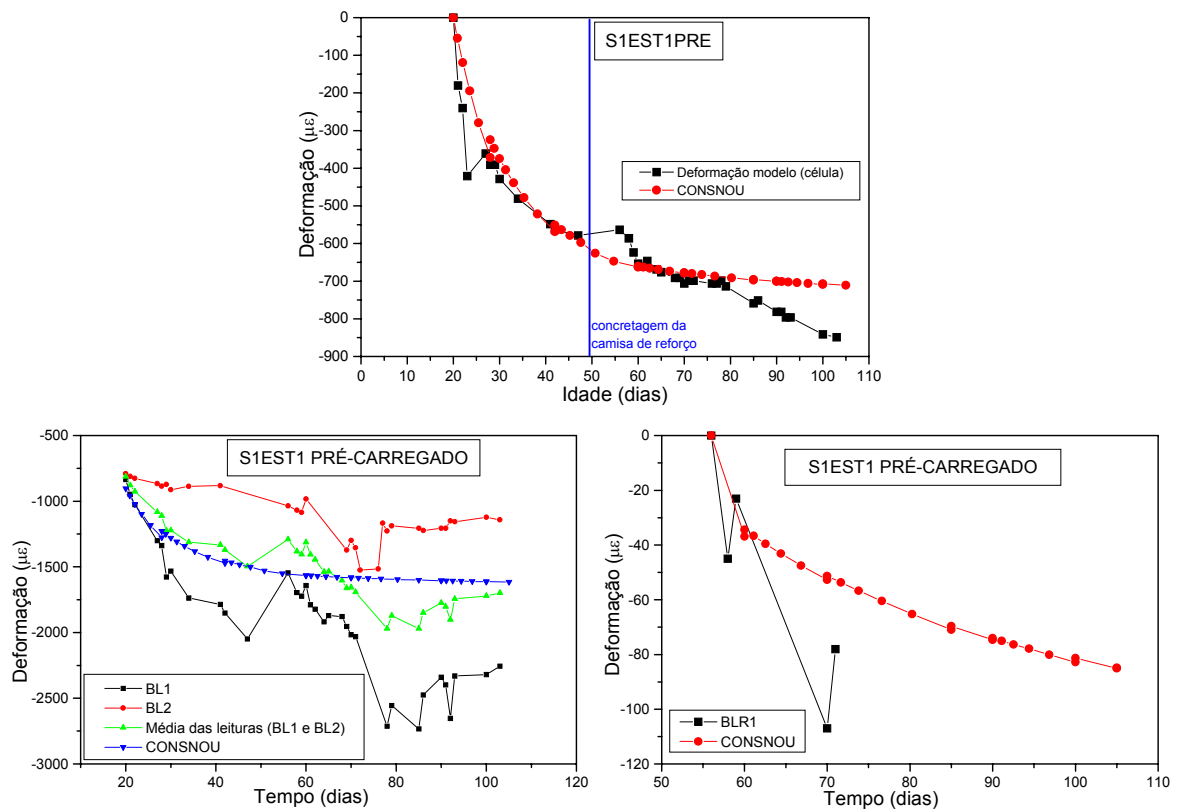 S1EST1PRE
Deformação (µε)
0
-100
-200
-300
-400
-500
-600
-700
-800
-900
Deformação modelo (célula)
CONSNOU
concretagem da
camisa de reforço
0 10 20 30 40 50 60 70 80 90 100 110
Idade (dias)
S1EST1 PRÉ-CARREGADO
Deformação (µε)
-500
-1000
-1500
-2000
-2500
-3000
BL1
BL2
Média das leituras (BL1 e BL2)
CONSNOU
20 40 60 80 100 120
Tempo (dias)
S1EST1 PRÉ-CARREGADO
Deformação (µε)
0
-20
-40
-60
-80
-100
-120
BLR1
CONSNOU
50 60 70 80 90 100 110
Tempo (dias)